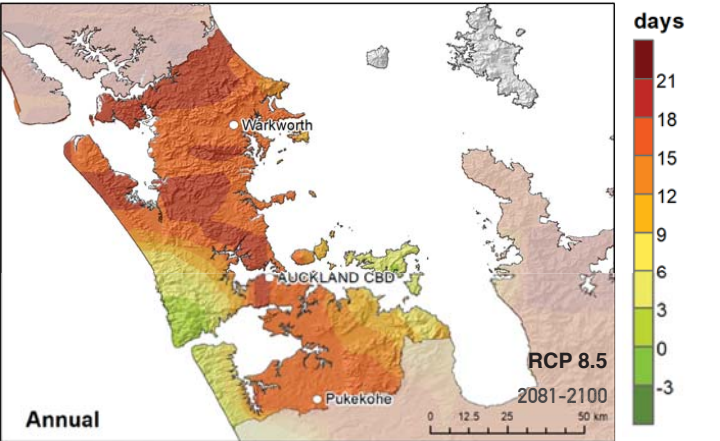 days
21
18
15
12
9
6
3
0
-3
Warkworth
AUCKLAND CBD
Pukekohe
RCP 8.5
2081-2100
Annual
0 12.5 25 50 km